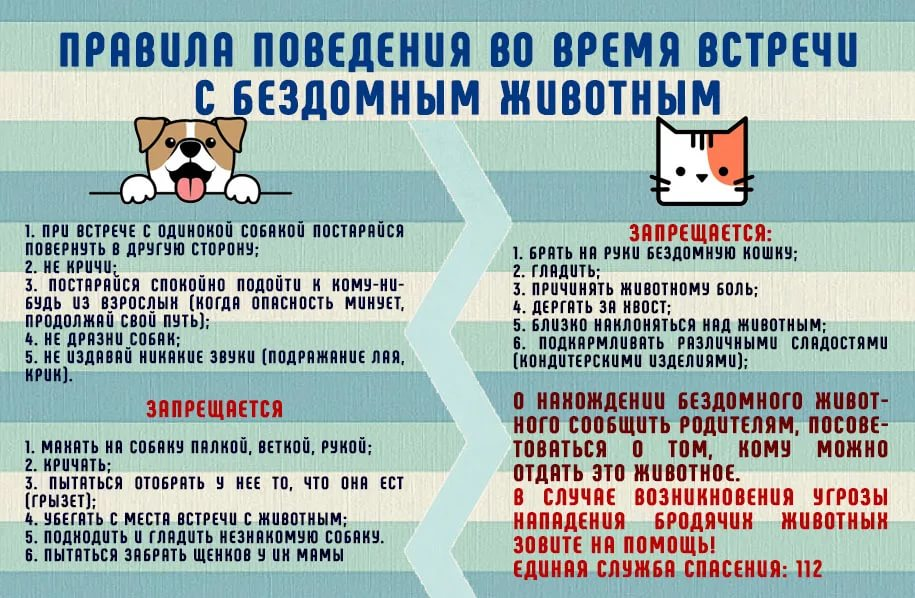 ПРАВИЛА ПОВЕДЕНИЯ ВО ВРЕМЯ ВСТРЕЧИ
С БЕЗДОМНЫМ ЖИВОТНЫМ
1. ПРИ ВСТРЕЧЕ С ОДИНОКОЙ СОБАКОЙ ПОСТАРАЙСЯ
ПОВЕРНУТЬ В ДРУГУЮ СТОРОНУ;
2. НЕ КРИЧИ;
3. ПОСТАРАЙСЯ СПОКОЙНО ПОДОЙТИ К КОМУ-НИ-
БУДЬ ИЗ ВЗРОСЛЫХ (КОГДА ОПАСНОСТЬ МИНУЕТ,
ПРОДОЛЖАЙ СВОЙ ПУТЬ);
4. НЕ ДРАЗНИ СОБАК;
5. НЕ ИЗДАВАЙ НИКАКИЕ ЗВУКИ (ПОДРАЖАНИЕ ЛАЯ,
КРИК).
ЗАПРЕЩАЕТСЯ
1. МАХАТЬ НА СОБАКУ ПАЛКОЙ, ВЕТКОЙ, РУКОЙ;
2. КРИЧАТЬ;
3. ПЫТАТЬСЯ ОТОБРАТЬ У НЕЕ ТО, ЧТО ОНА ЕСТ
(ГРЫЗЕТ);
4. УБЕГАТЬ С МЕСТА ВСТРЕЧИ С ЖИВОТНЫМ;
5. ПОДХОДИТЬ И ГЛАДИТЬ НЕЗНАКОМУЮ СОБАКУ.
6. ПЫТАТЬСЯ ЗАБРАТЬ ЩЕНКОВ У ИХ МАМЫ
ЗАПРЕЩАЕТСЯ:
1. БРАТЬ НА РУКИ БЕЗДОМНУЮ КОШКУ;
2. ГЛАДИТЬ;
3. ПРИЧИНЯТЬ ЖИВОТНОМУ БОЛЬ;
4. ДЕРГАТЬ ЗА ХВОСТ;
5. БЛИЗКО НАКЛОНЯТЬСЯ НАД ЖИВОТНЫМ;
6. ПОДКАРМЛИВАТЬ РАЗЛИЧНЫМИ СЛАДОСТЯМИ
(КОНДИТЕРСКИМИ ИЗДЕЛИЯМИ);
О НАХОЖДЕНИИ БЕЗДОМНОГО ЖИВОТ-
НОГО СООБЩИТЬ РОДИТЕЛЯМ, ПОСОВЕ-
ТОВАТЬСЯ О ТОМ, КОМУ МОЖНО
ОТДАТЬ ЭТО ЖИВОТНОЕ.
В СЛУЧАЕ ВОЗНИКНОВЕНИЯ УГРОЗЫ
НАПАДЕНИЯ БРОДЯЧИХ ЖИВОТНЫХ
ЗОВИТЕ НА ПОМОЩЬ!
ЕДИНАЯ СЛУЖБА СПАСЕНИЯ: 112